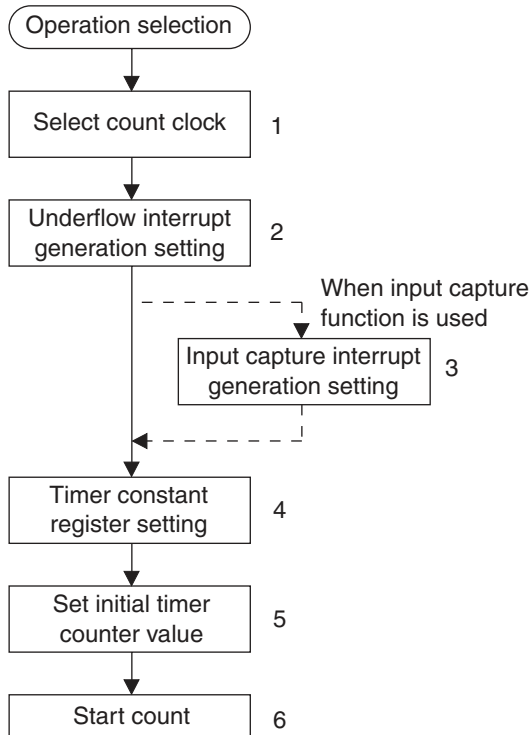 Operation selection
Select count clock
1
Underflow interrupt
generation setting
2
When input capture
function is used
Input capture interrupt
generation setting
3
Timer constant
register setting
4
Set initial timer
counter value
5
Start count
6